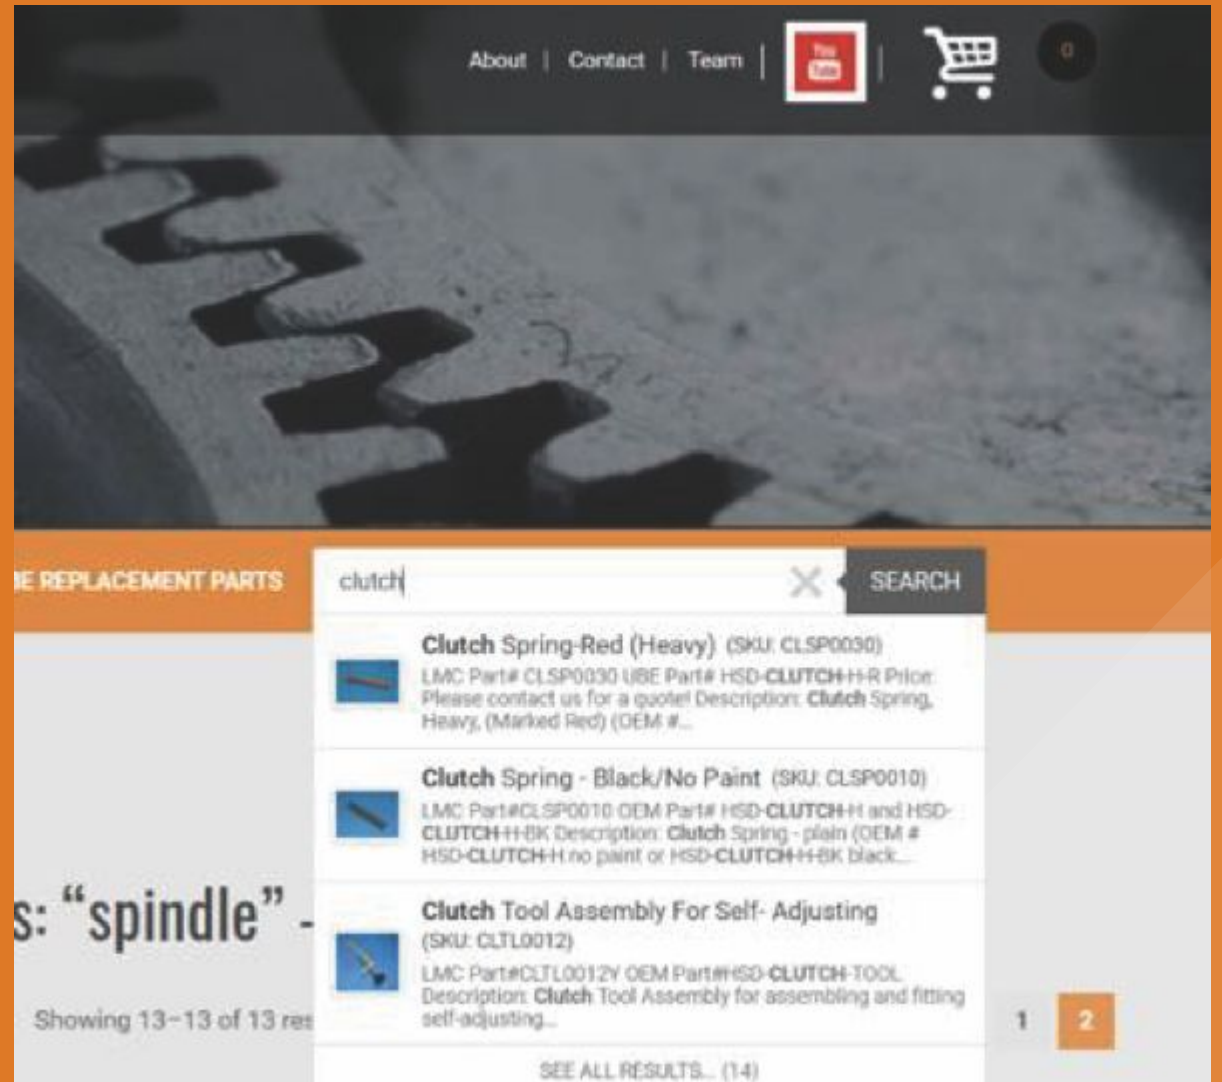 About | Contact | Team |
You
Tube
0
BE REPLACEMENT PARTS
clutch
SEARCH
Clutch Spring-Red (Heavy) (SKU: CLSP0030)
LMC Part# CLSP0030 UBE Part# HSD-CLUTCH-H-R Price:
Please contact us for a quote! Description: Clutch Spring,
Heavy, (Marked Red) (OEM #...
Clutch Spring - Black/No Paint (SKU: CLSP0010)
LMC Part#CLSP0010 OEM Part# HSD-CLUTCH-H and HSD-
CLUTCH-H-BK Description: Clutch Spring - plain (OEM #
HSD-CLUTCH-H no paint or HSD-CLUTCH-H-BK black...
Clutch Tool Assembly For Self- Adjusting
(SKU: CLTL0012)
LMC Part#CLTL0012Y OEM Part#HSD-CLUTCH-TOOL
Description: Clutch Tool Assembly for assembling and fitting
self-adjusting...
SEE ALL RESULTS... (14)
s: “spindle” -
Showing 13–13 of 13 res
1 2